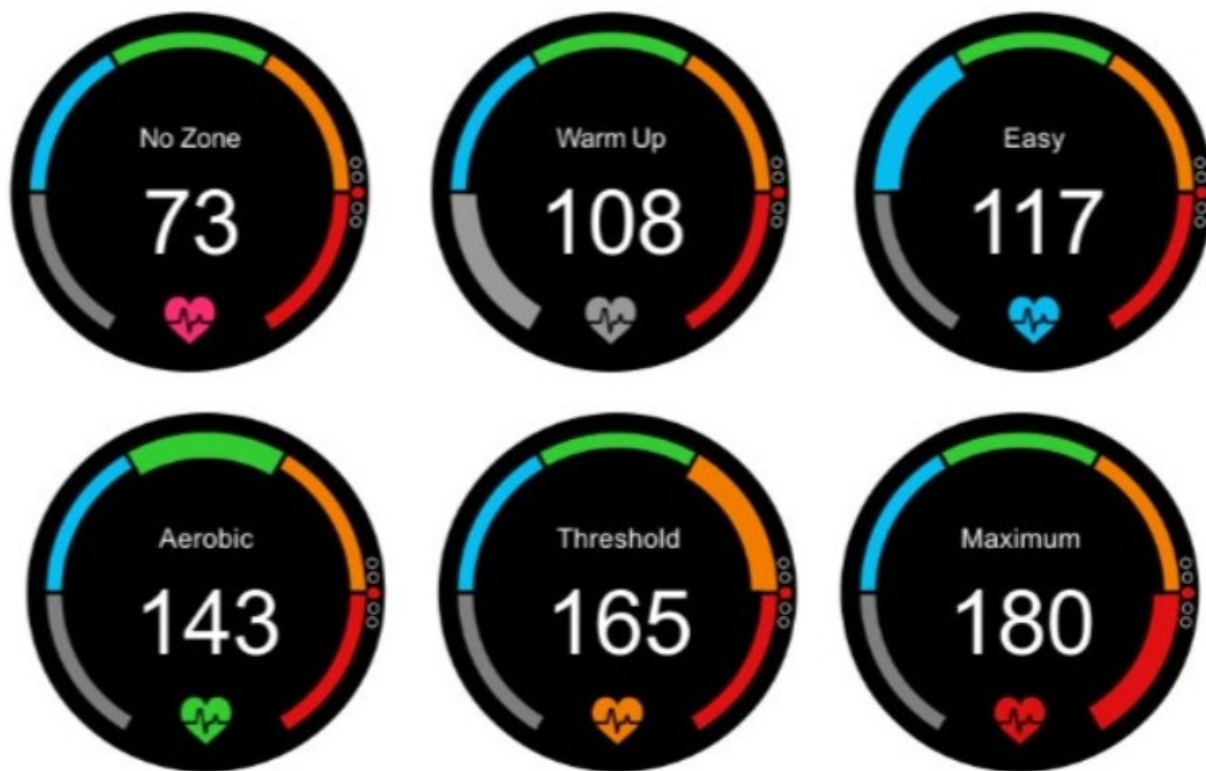 No Zone
73
Warm Up
108
Easy
117
Aerobic
143
Threshold
165
Maximum
180